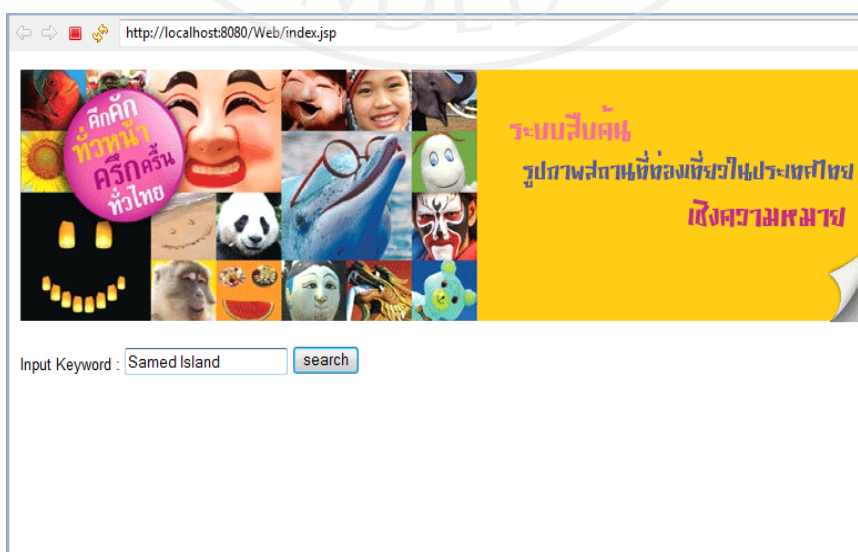 http://localhost:8080/Web/index.jsp
คึกคัก
ทั่วหน้า
ครึกครื้น
ทั่วไทย
ระบบสืบค้น
รูปภาพสถานที่ท่องเที่ยวในประเทศไทย
เชิงความหมาย
Input Keyword : Samed Island search